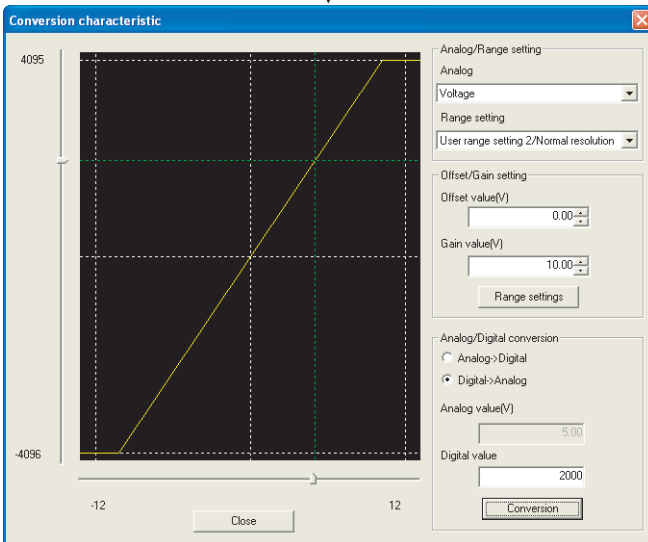 Conversion characteristic
4095
-4096
-12
12
Close
Analog/Range setting
Analog
Voltage
Range setting
User range setting 2/Normal resolution
Offset/Gain setting
Offset value(V)
0.00
Gain value(V)
10.00
Range settings
Analog/Digital conversion
Analog->Digital
Digital->Analog
Analog value(V)
5.00
Digital value
2000
Conversion